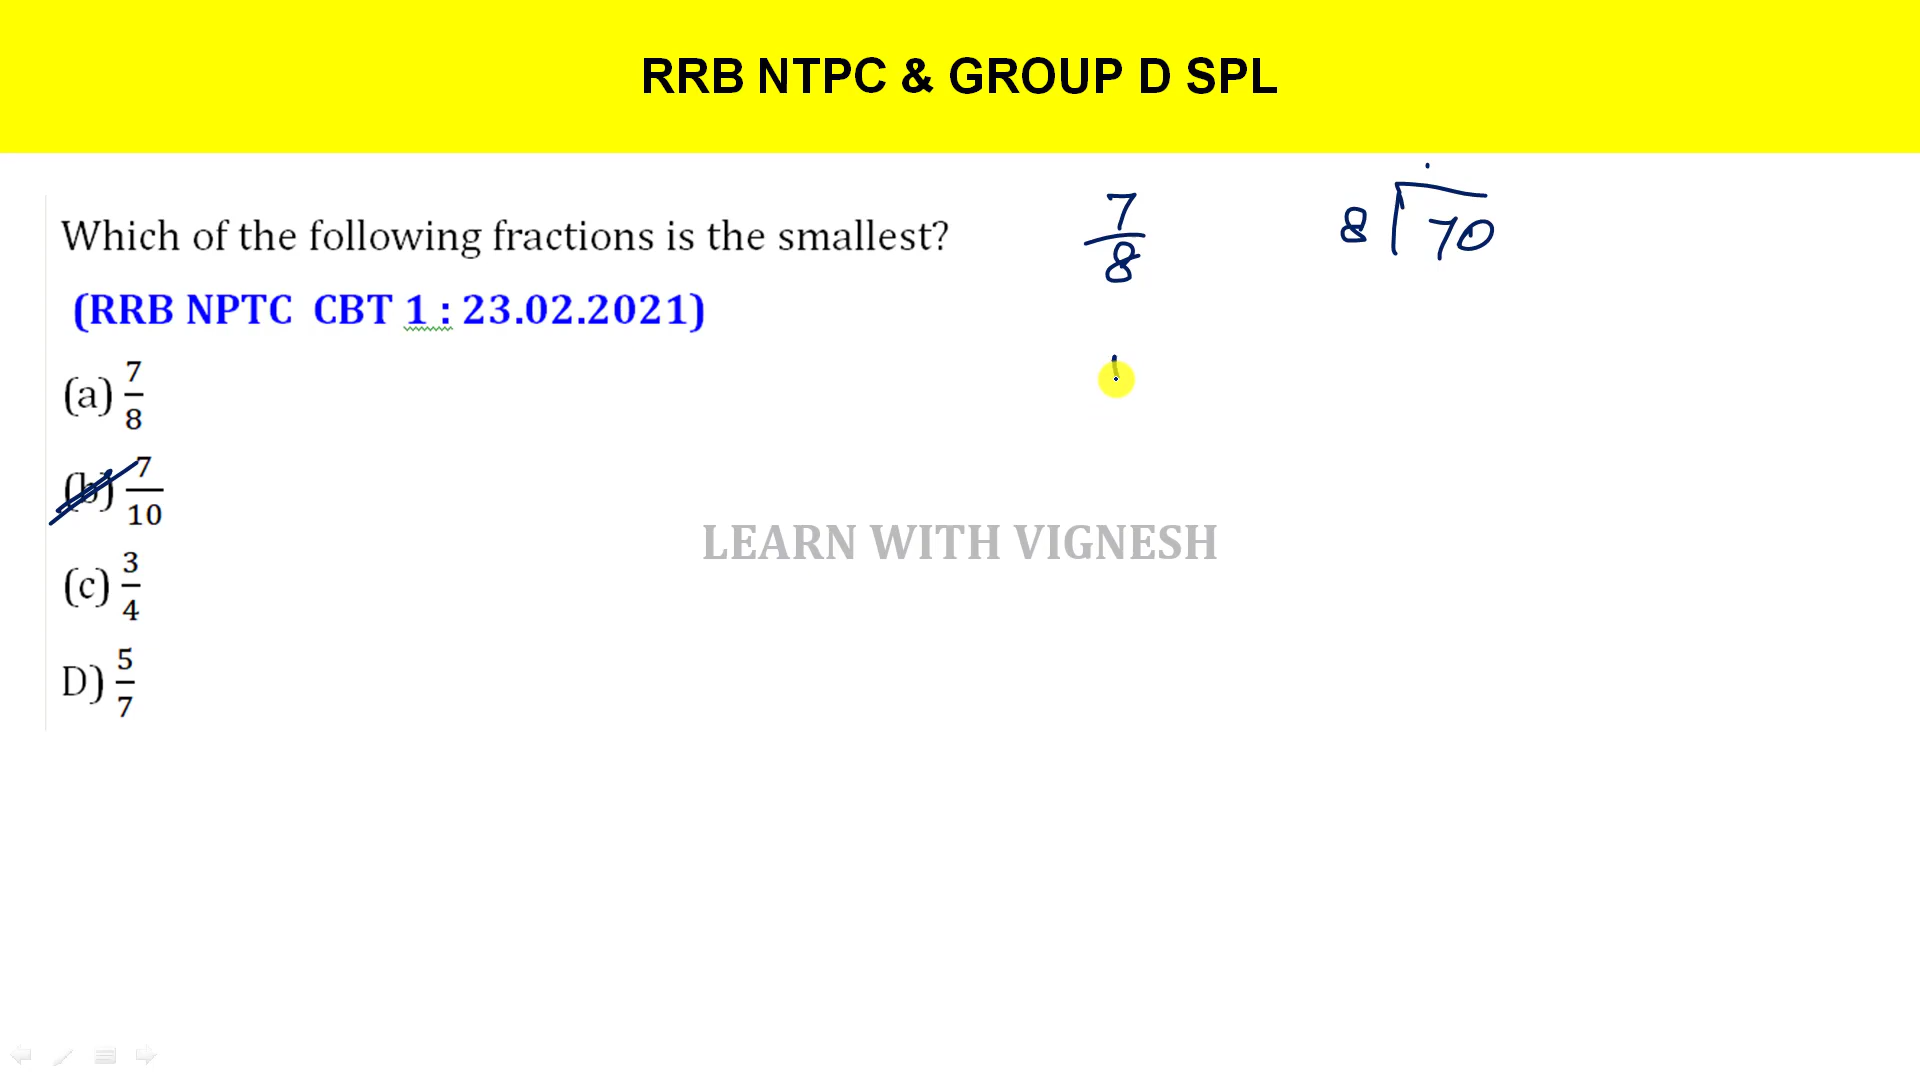 RRB NTPC & GROUP D SPL
Which of the following fractions is the smallest?
(RRB NPTC CBT 1 : 23.02.2021)
(a) 7/8
(b) 7/10
(c) 3/4
D) 5/7
7/8
8 70
LEARN WITH VIGNESH